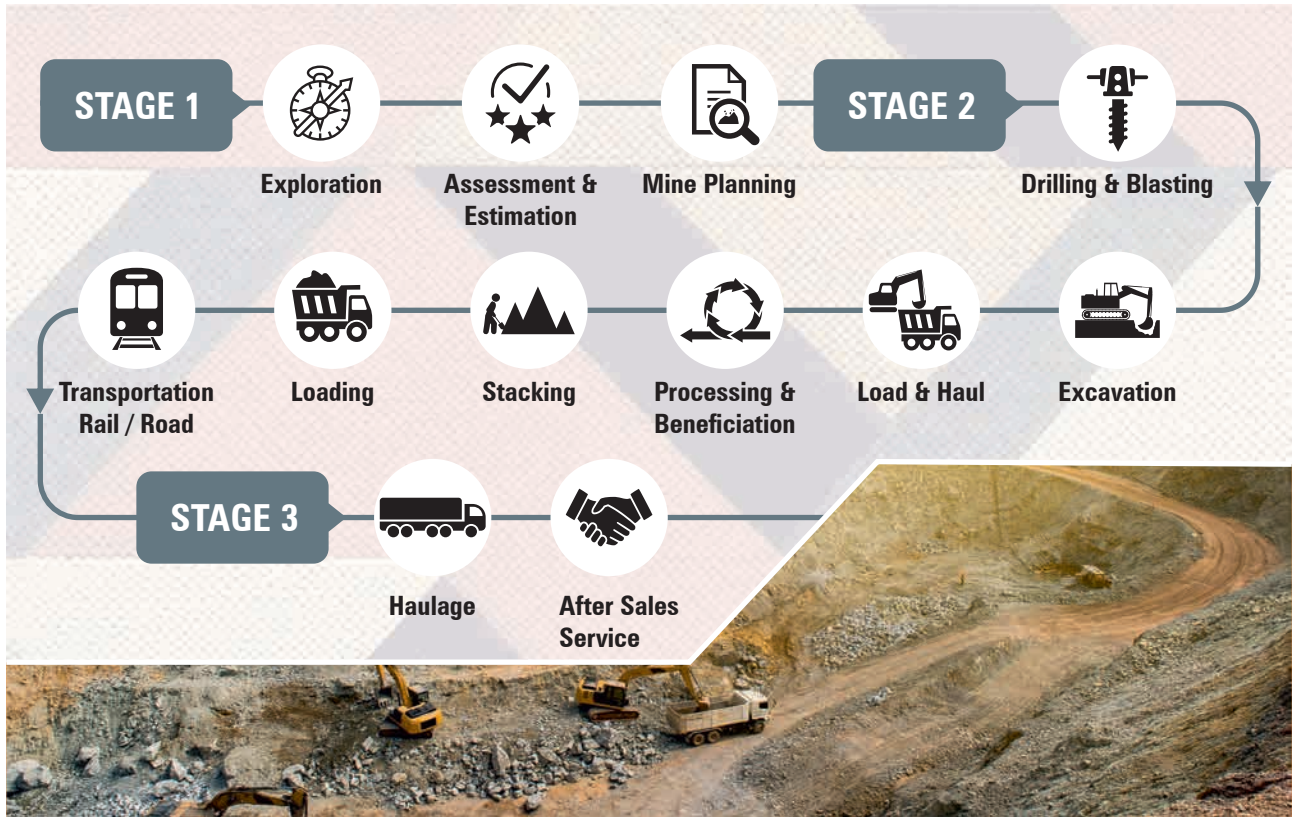 STAGE 1
Exploration
Assessment &
Estimation
Mine Planning
STAGE 2
Drilling & Blasting
Transportation
Rail / Road
Loading
Stacking
Processing &
Beneficiation
Load & Haul
Excavation
STAGE 3
Haulage
After Sales
Service